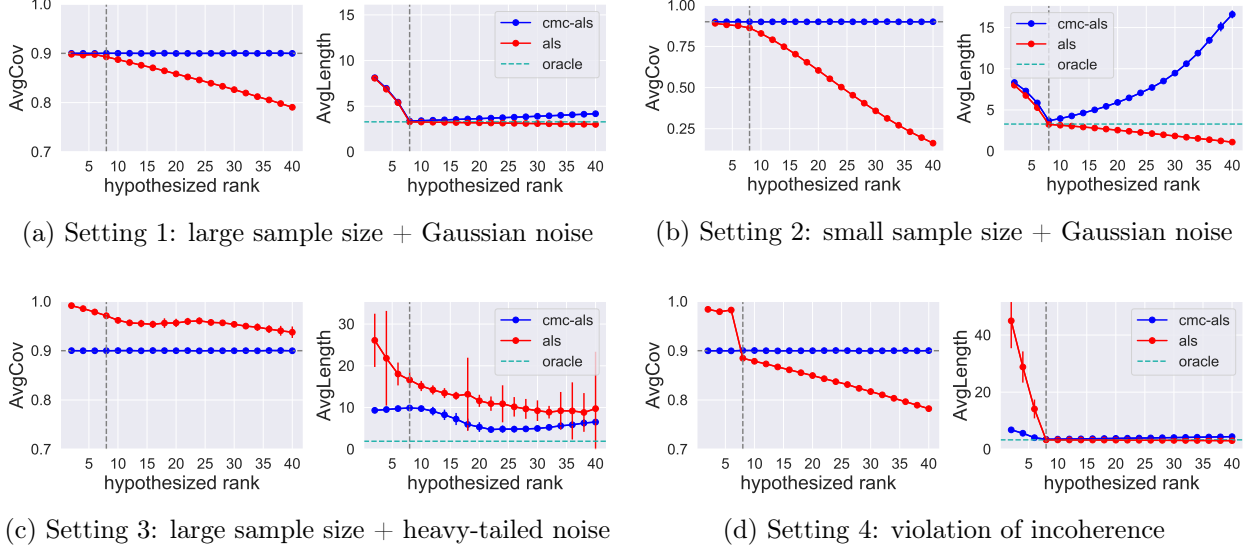 1.0
0.9
0.8
0.7
AvgCov
5 10 15 20 25 30 35 40
hypothesized rank
15
10
5
0
AvgLength
cmc-als
als
oracle
5 10 15 20 25 30 35 40
hypothesized rank
(a) Setting 1: large sample size + Gaussian noise
1.00
0.75
0.50
0.25
AvgCov
5 10 15 20 25 30 35 40
hypothesized rank
15
10
5
0
AvgLength
cmc-als
als
oracle
5 10 15 20 25 30 35 40
hypothesized rank
(b) Setting 2: small sample size + Gaussian noise
1.0
0.9
0.8
0.7
AvgCov
5 10 15 20 25 30 35 40
hypothesized rank
30
20
10
0
AvgLength
cmc-als
als
oracle
5 10 15 20 25 30 35 40
hypothesized rank
(c) Setting 3: large sample size + heavy-tailed noise
1.0
0.9
0.8
0.7
AvgCov
5 10 15 20 25 30 35 40
hypothesized rank
40
20
0
AvgLength
cmc-als
als
oracle
5 10 15 20 25 30 35 40
hypothesized rank
(d) Setting 4: violation of incoherence